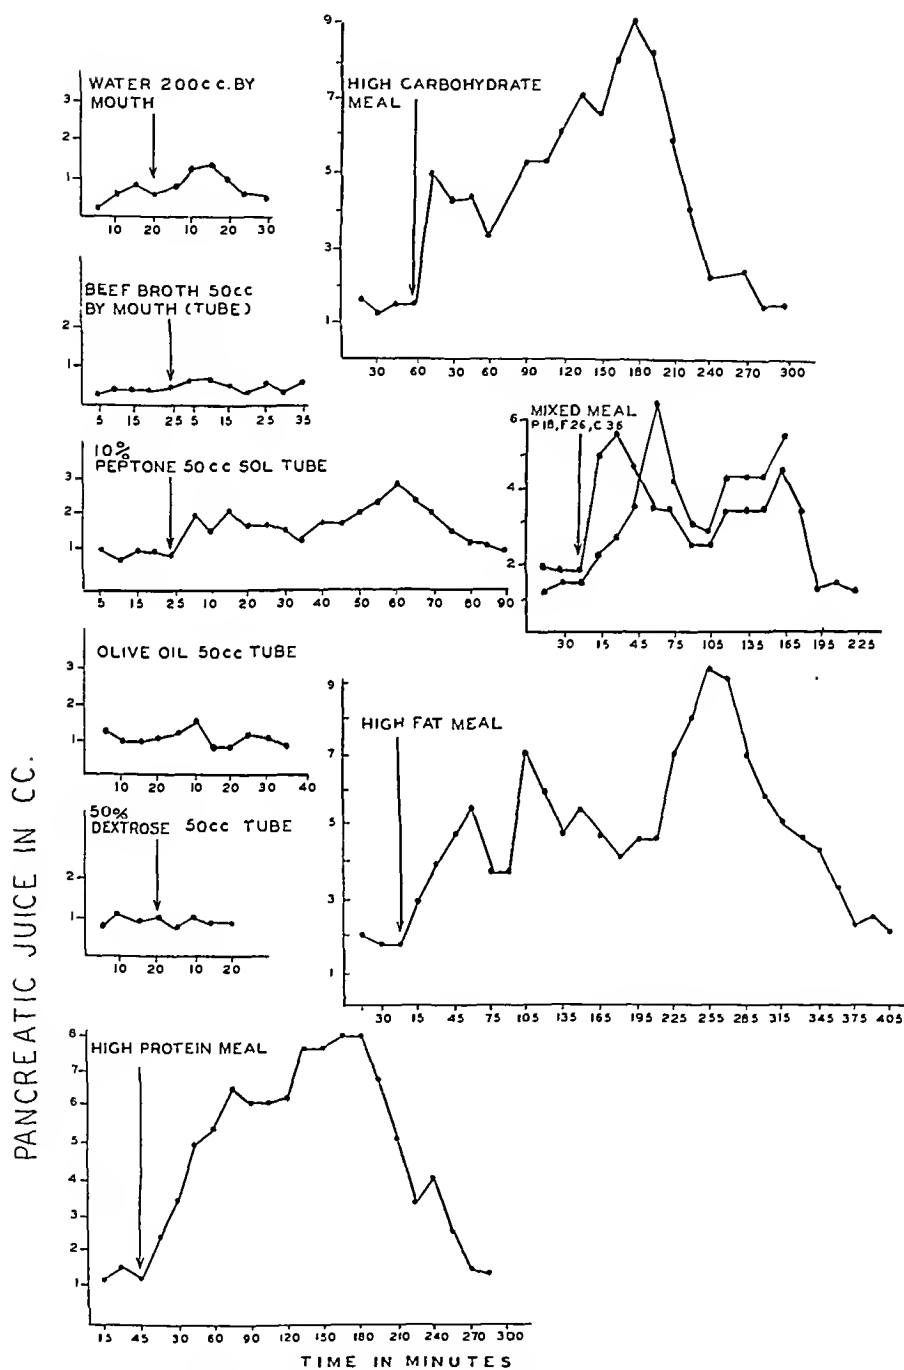 WATER 200cc. BY
MOUTH
3
2
1
10 20 10 20 30
HIGH CARBOHYDRATE
MEAL
9
7
5
3
1
30 60 30 60 90 120 150 180 210 240 270 300
BEEF BROTH 50cc
BY MOUTH (TUBE)
2
1
5 15 25 5 15 25 35
10%
PEPTONE 50cc SOL TUBE
3
2
1
5 15 25 10 20 30 40 50 60 70 80 90
MIXED MEAL
P18, F26, C36
6
4
2
30 15 45 75 105 135 165 195 225
OLIVE OIL 50cc TUBE
3
2
1
10 20 10 20 30 40
HIGH FAT MEAL
9
7
5
3
1
30 15 45 75 105 135 165 195 225 255 285 315 345 375 405
50%
DEXTROSE 50cc TUBE
2
1
10 20 10 20
HIGH PROTEIN MEAL
8
7
6
5
4
3
2
1
15 45 30 60 90 120 150 180 210 240 270 300
TIME IN MINUTES
PANCREATIC JUICE IN CC.